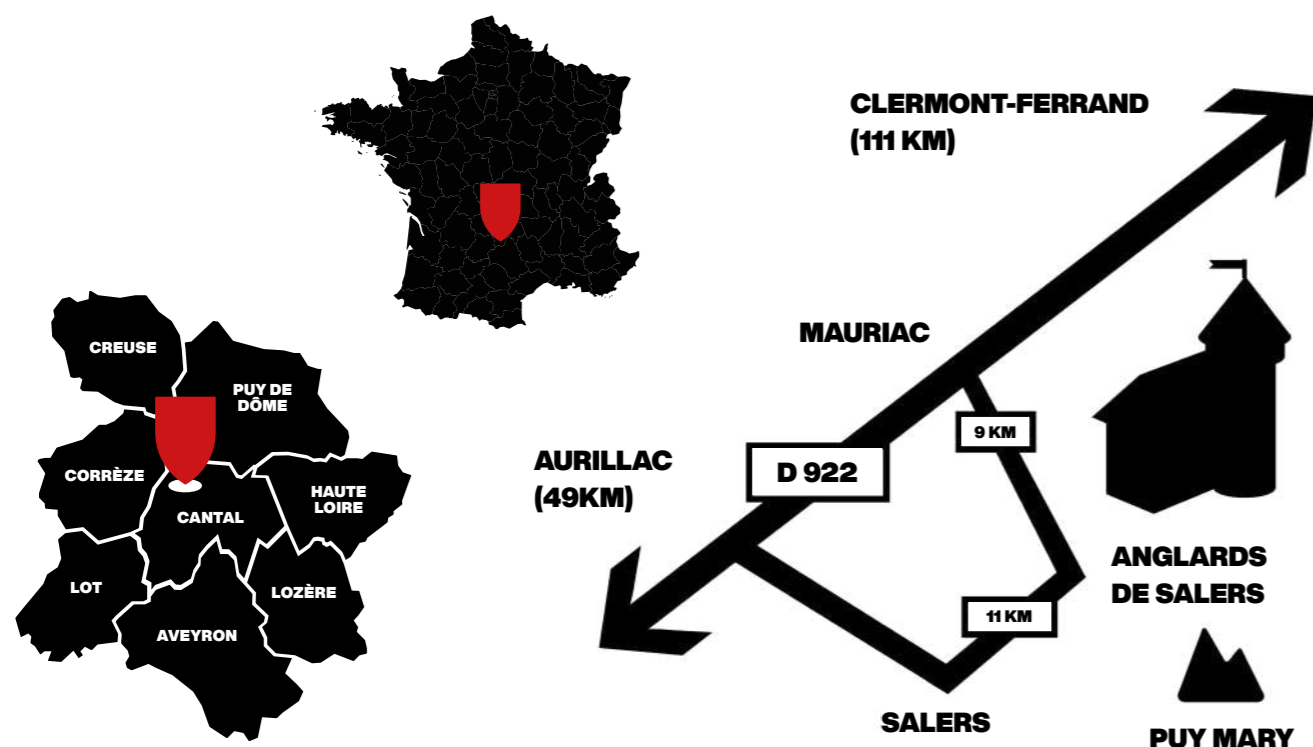 CREUSE
PUY DE
DÔME
CORRÈZE
HAUTE
LOIRE
CANTAL
LOT
LOZÈRE
AVEYRON
CLERMONT-FERRAND
(111 KM)
MAURIAC
9 KM
AURILLAC
(49KM)
D 922
ANGLARDS
DE SALERS
11 KM
SALERS
PUY MARY